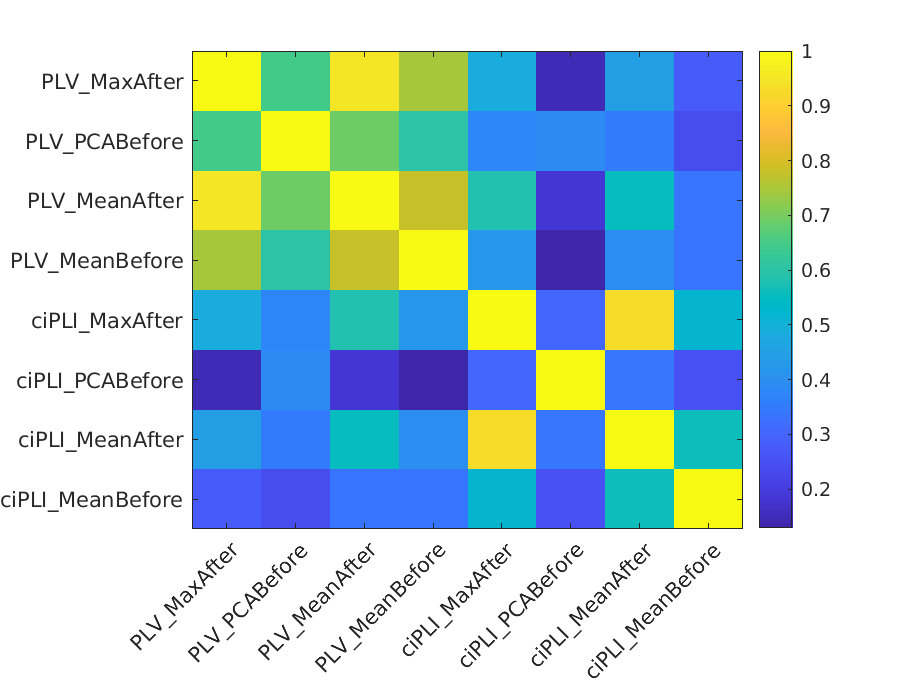 PLV_MaxAfter
PLV_PCABefore
PLV_MeanAfter
PLV_MeanBefore
ciPLI_MaxAfter
ciPLI_PCABefore
ciPLI_MeanAfter
ciPLI_MeanBefore
PLV_MaxAfter
PLV_PCABefore
PLV_MeanAfter
PLV_MeanBefore
ciPLI_MaxAfter
ciPLI_PCABefore
ciPLI_MeanAfter
ciPLI_MeanBefore
1
0.9
0.8
0.7
0.6
0.5
0.4
0.3
0.2